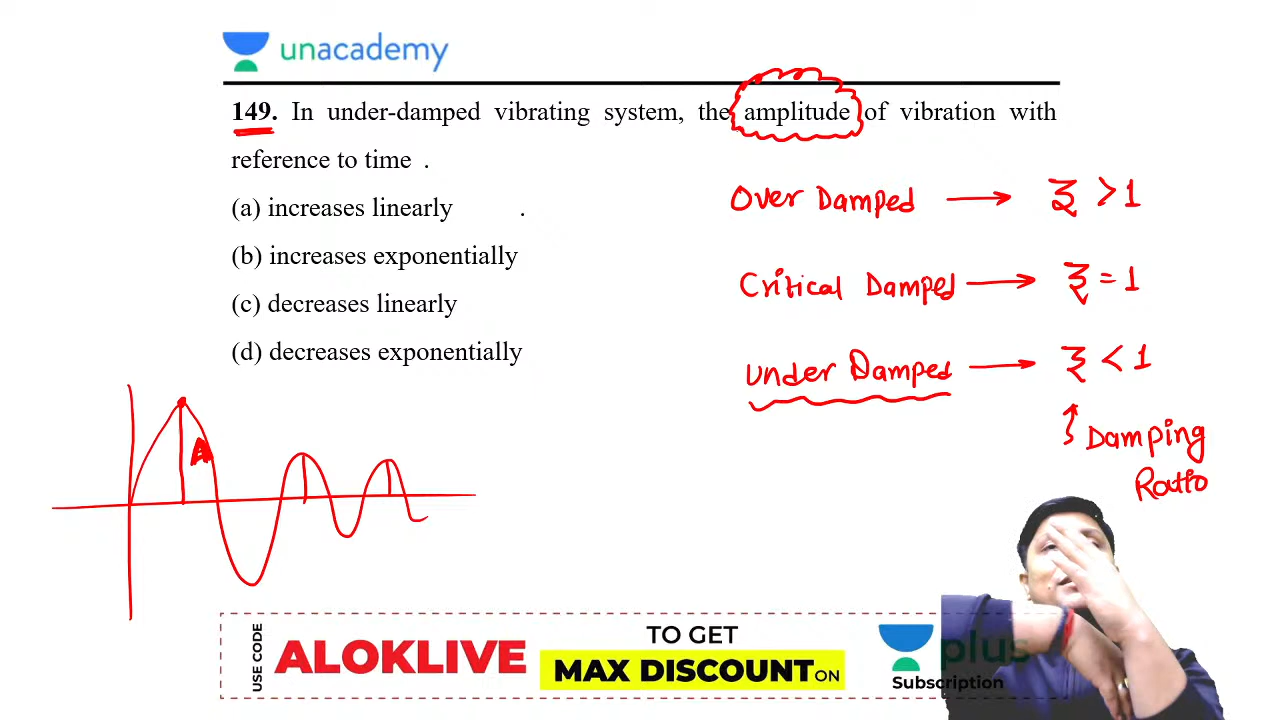 unacademy
149. In under-damped vibrating system, the amplitude of vibration with
reference to time .
(a) increases linearly .
(b) increases exponentially
(c) decreases linearly
(d) decreases exponentially
Over Damped → ξ > 1
Critical Damped → ξ = 1
Under Damped → ξ < 1
Damping
Ratio
A
USE CODE
ALOKLIVE
TO GET
MAX DISCOUNT ON
plus
Subscription